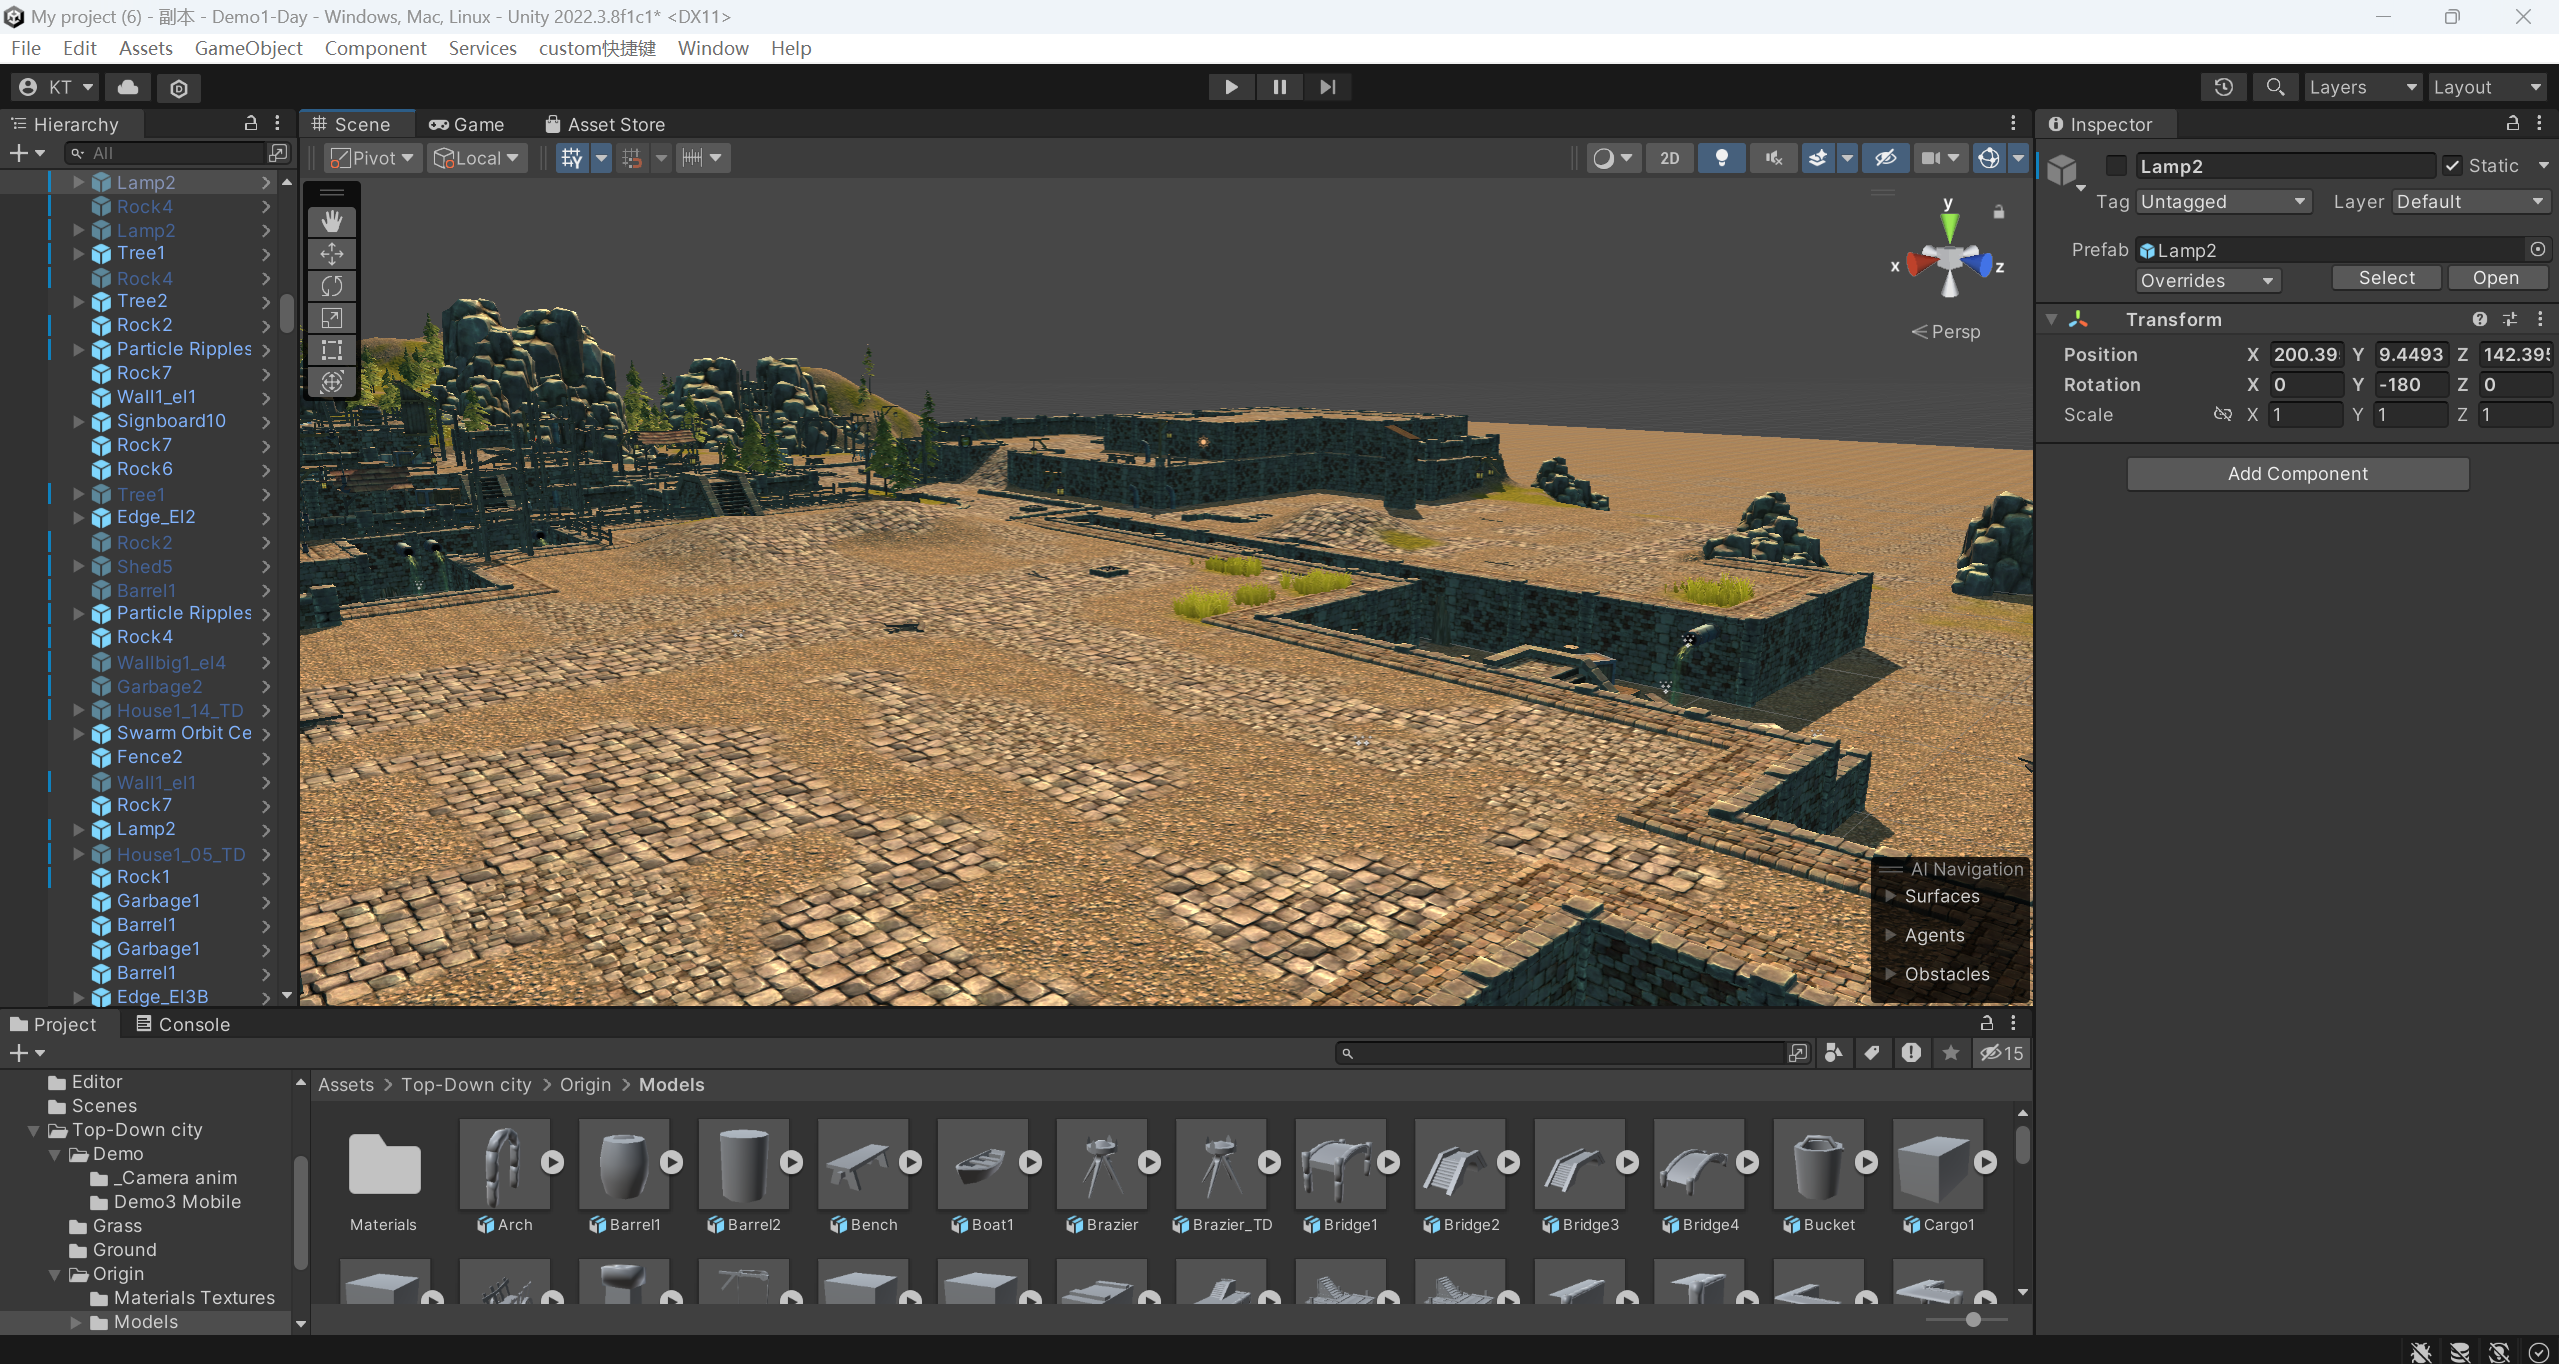 My project (6) - 副本 - Demo1-Day - Windows, Mac, Linux - Unity 2022.3.8f1c1* <DX11>
File Edit Assets GameObject Component Services custom快捷键 Window Help
KT Layers Layout
Hierarchy
All
Lamp2
Rock4
Lamp2
Tree1
Rock4
Tree2
Rock2
Particle Ripples
Rock7
Wall1_el1
Signboard10
Rock7
Rock6
Tree1
Edge_El2
Rock2
Shed5
Barrel1
Particle Ripples
Rock4
Wallbig1_el4
Garbage2
House1_14_TD
Swarm Orbit Ce
Fence2
Wall1_el1
Rock7
Lamp2
House1_05_TD
Rock1
Garbage1
Barrel1
Garbage1
Barrel1
Edge_El3B
Scene Game Asset Store
Pivot Local 2D
y
x z
Persp
AI Navigation
Surfaces
Agents
Obstacles
Inspector
Lamp2 Static
Tag Untagged Layer Default
Prefab Lamp2
Overrides Select Open
Transform
Position X 200.39 Y 9.4493 Z 142.395
Rotation X 0 Y -180 Z 0
Scale X 1 Y 1 Z 1
Add Component
Project Console
15
Editor
Scenes
Top-Down city
Demo
_Camera anim
Demo3 Mobile
Grass
Ground
Origin
Materials Textures
Models
Assets > Top-Down city > Origin > Models
Materials Arch Barrel1 Barrel2 Bench Boat1 Brazier Brazier_TD Bridge1 Bridge2 Bridge3 Bridge4 Bucket Cargo1